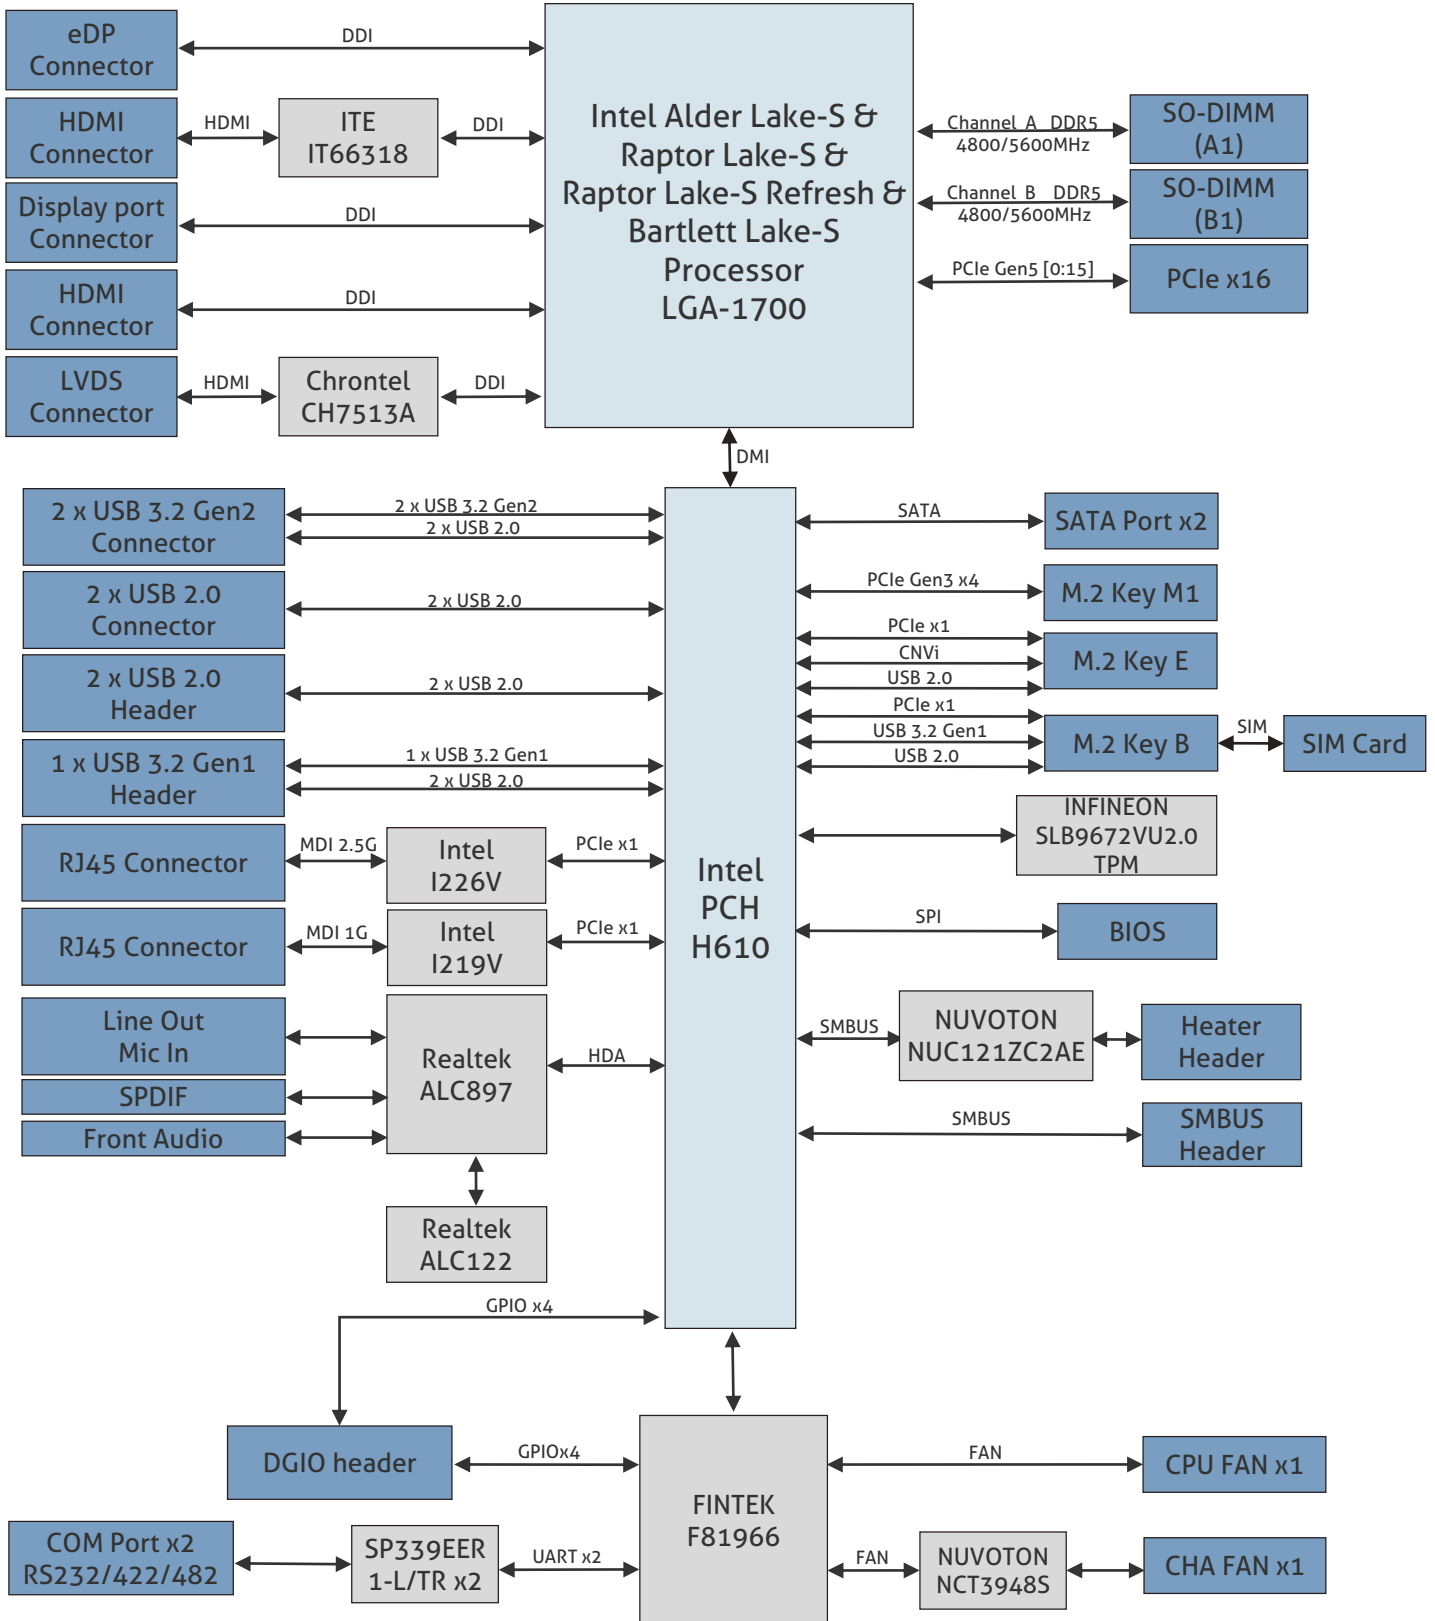 eDP
Connector
DDI
HDMI
Connector
HDMI
ITE
IT66318
DDI
Display port
Connector
DDI
HDMI
Connector
DDI
LVDS
Connector
HDMI
Chrontel
CH7513A
DDI
Intel Alder Lake-S &
Raptor Lake-S &
Raptor Lake-S Refresh &
Bartlett Lake-S
Processor
LGA-1700
Channel A DDR5
4800/5600MHz
SO-DIMM
(A1)
Channel B DDR5
4800/5600MHz
SO-DIMM
(B1)
PCIe Gen5 [0:15]
PCIe x16
DMI
2 x USB 3.2 Gen2
Connector
2 x USB 3.2 Gen2
2 x USB 2.0
2 x USB 2.0
Connector
2 x USB 2.0
2 x USB 2.0
Header
2 x USB 2.0
1 x USB 3.2 Gen1
Header
1 x USB 3.2 Gen1
2 x USB 2.0
RJ45 Connector
MDI 2.5G
Intel
I226V
PCIe x1
RJ45 Connector
MDI 1G
Intel
I219V
PCIe x1
Line Out
Mic In
SPDIF
Front Audio
Realtek
ALC897
HDA
Realtek
ALC122
Intel
PCH
H610
SATA
SATA Port x2
PCIe Gen3 x4
M.2 Key M1
PCIe x1
CNVi
USB 2.0
M.2 Key E
PCIe x1
USB 3.2 Gen1
USB 2.0
M.2 Key B
SIM
SIM Card
INFINEON
SLB9672VU2.0
TPM
SPI
BIOS
SMBUS
NUVOTON
NUC121ZC2AE
Heater
Header
SMBUS
SMBUS
Header
GPIO x4
DGIO header
GPIOx4
COM Port x2
RS232/422/482
SP339EER
1-L/TR x2
UART x2
FINTEK
F81966
FAN
CPU FAN x1
FAN
NUVOTON
NCT3948S
CHA FAN x1